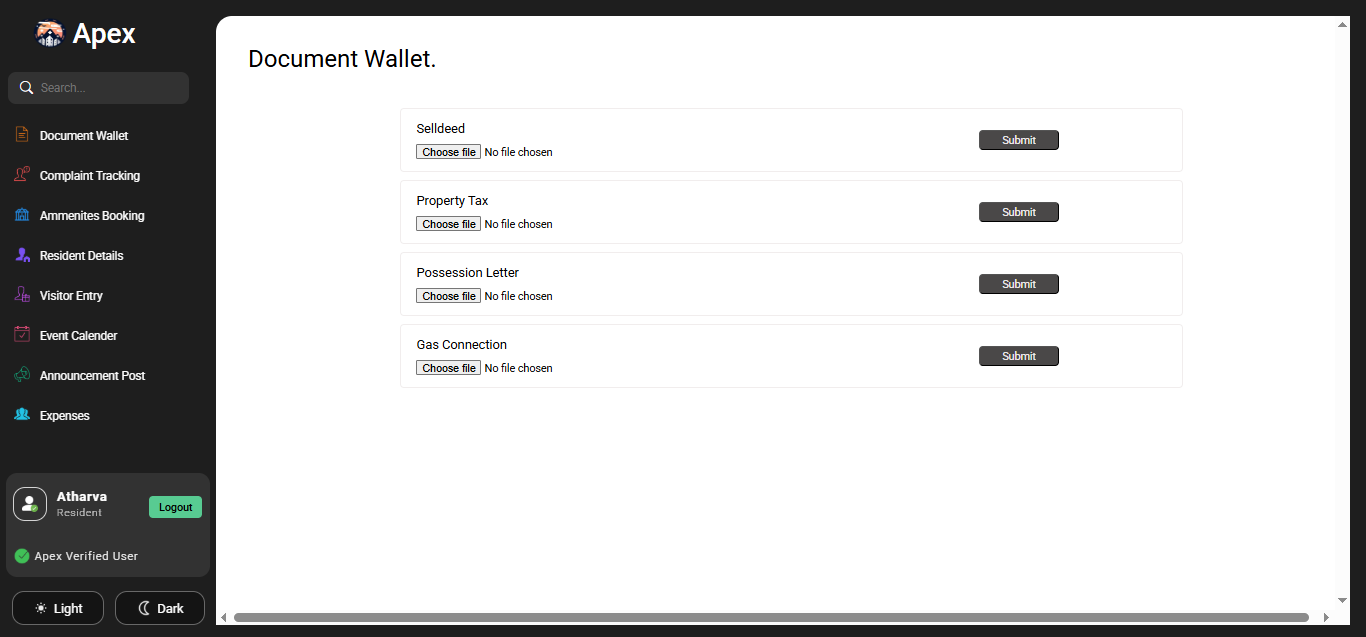 Apex
Search...
Document Wallet
Complaint Tracking
Ammenites Booking
Resident Details
Visitor Entry
Event Calender
Announcement Post
Expenses
Atharva
Resident
Logout
Apex Verified User
Light
Dark
Document Wallet.
Selldeed
Choose file No file chosen
Submit
Property Tax
Choose file No file chosen
Submit
Possession Letter
Choose file No file chosen
Submit
Gas Connection
Choose file No file chosen
Submit